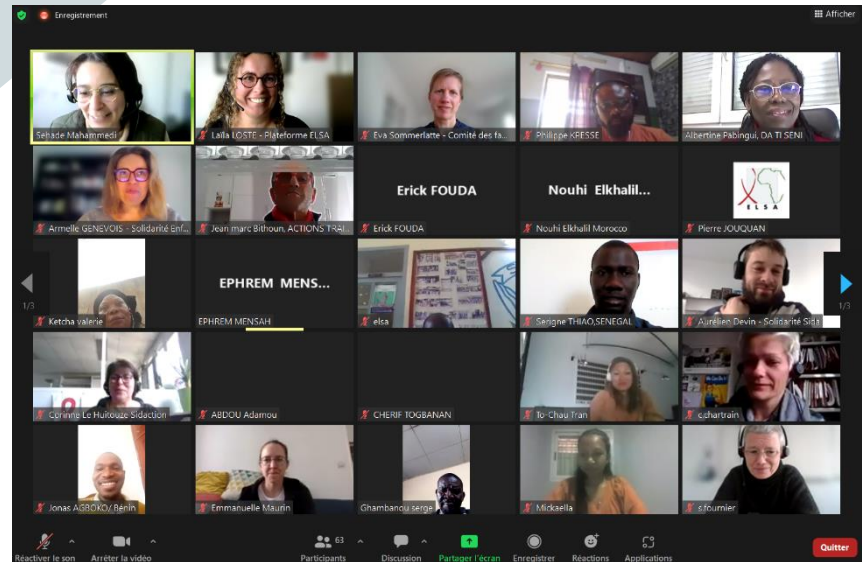 Enregistrement
Afficher
Sehade Mahammedi
Laïla LOSTE - Plateforme ELSA
Eva Sommerlatte - Comité des fa...
Philippe KPESSE
Albertine Pabingui, DA TI SENI
Armelle GENEVOIS - Solidarité Enf...
Jean marc Bithoun, ACTIONS TRAI...
Erick FOUDA
Erick FOUDA
Nouhi Elkhalil...
Nouhi Elkhalil Morocco
ELSA
Pierre JOUQUAN
1/3
Ketcha valerie
EPHREM MENS...
EPHREM MENSAH
elsa
Serigne THIAO,SENEGAL
Aurélien Devin - Solidarité Sida
1/3
Corinne Le Huitouze Sidaction
ABDOU Adamou
CHERIF TOGBANAN
To-Chau Tran
c.chartrain
Jonas AGBOKO/ Bénin
Emmanuelle Maurin
Ghambanou serge
Mickaella
s.fournier
Réactiver le son
Arrêter la vidéo
Participants
63
Discussion
Partager l'écran
Enregistrer
Réactions
Applications
Quitter